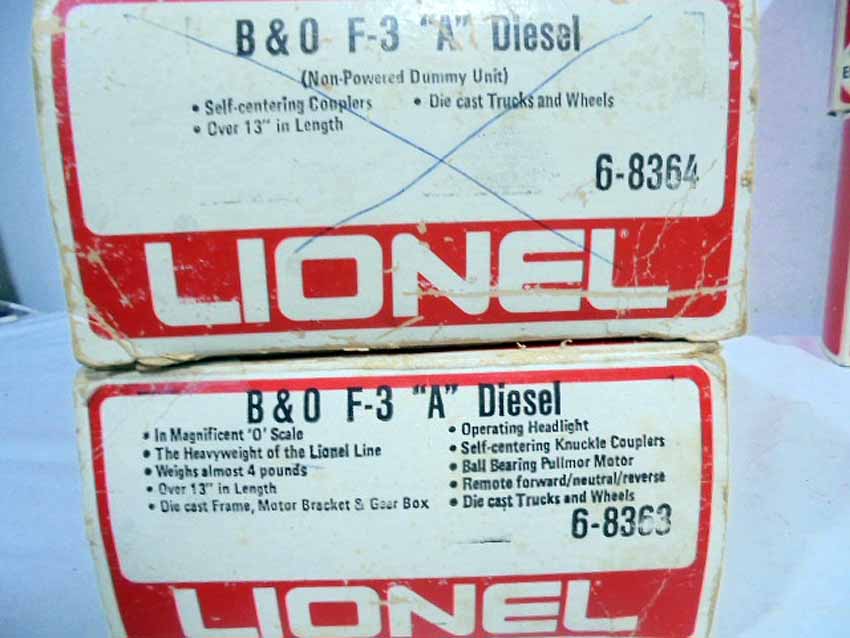 B & O F-3 "A" Diesel
(Non-Powered Dummy Unit)
• Self-centering Couplers • Die cast Trucks and Wheels
• Over 13" in Length
6-8364
LIONEL®
B & O F-3 "A" Diesel
• In Magnificent 'O' Scale
• The Heavyweight of the Lionel Line
• Weighs almost 4 pounds
• Over 13" in Length
• Die cast Frame, Motor Bracket & Gear Box
• Operating Headlight
• Self-centering Knuckle Couplers
• Ball Bearing Pullmor Motor
• Remote forward/neutral/reverse
• Die cast Trucks and Wheels
6-8363
LIONEL